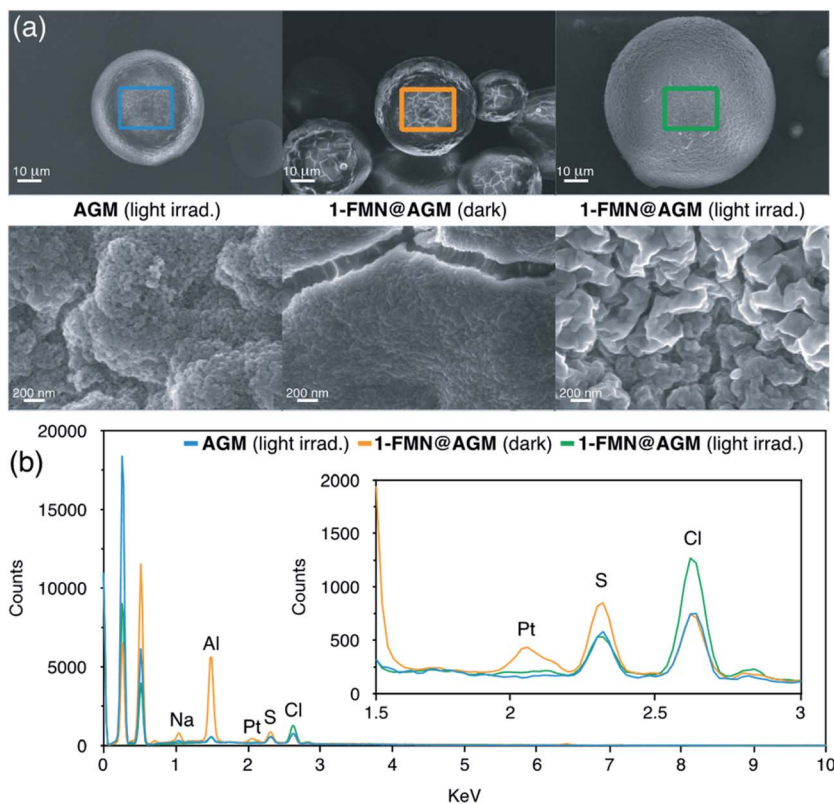 (a)
10 μm
10 μm
10 μm
AGM (light irrad.)
1-FMN@AGM (dark)
1-FMN@AGM (light irrad.)
200 nm
200 nm
200 nm
(b)
20000
15000
10000
5000
0
Counts
AGM (light irrad.)
1-FMN@AGM (dark)
1-FMN@AGM (light irrad.)
Na
Al
Pt
S
Cl
2000
1500
1000
500
0
Counts
Pt
S
Cl
1.5
2
2.5
3
0
1
2
3
4
5
6
7
8
9
10
KeV